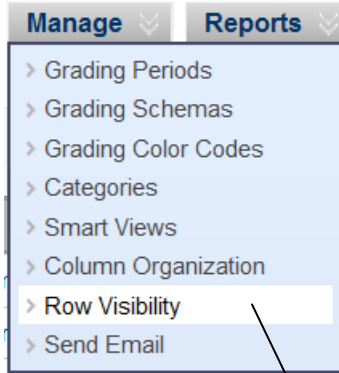 Manage Reports
Grading Periods
Grading Schemas
Grading Color Codes
Categories
Smart Views
Column Organization
Row Visibility
Send Email